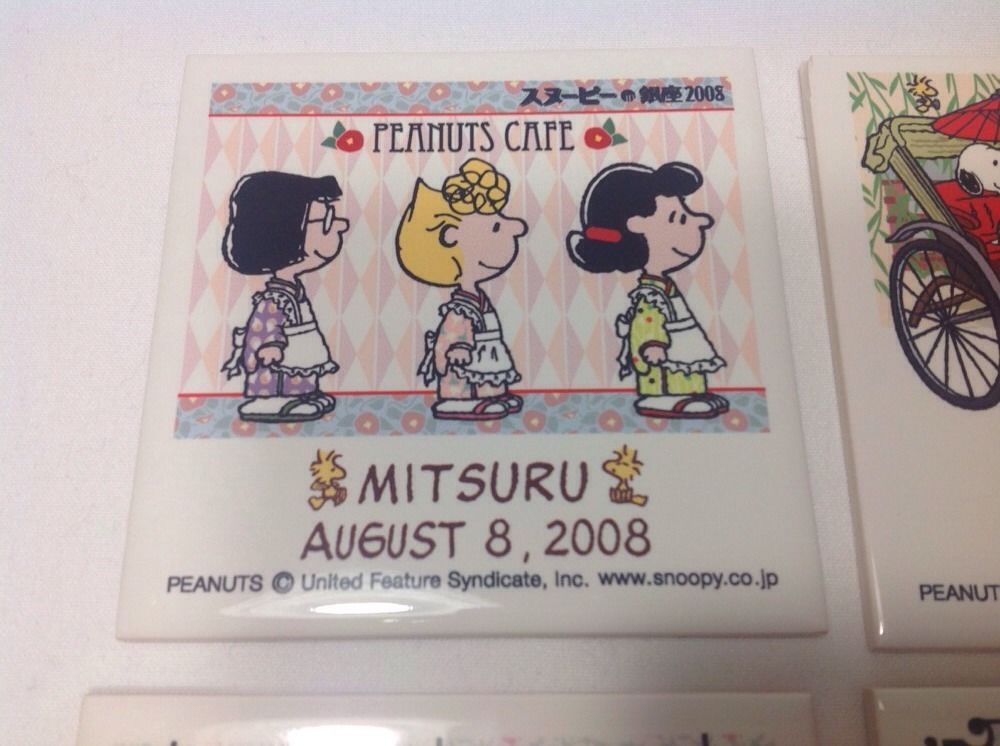 スヌーピー in 銀座2008
PEANUTS CAFE
MITSURU
AUGUST 8, 2008
PEANUTS © United Feature Syndicate, Inc. www.snoopy.co.jp
PEANUT